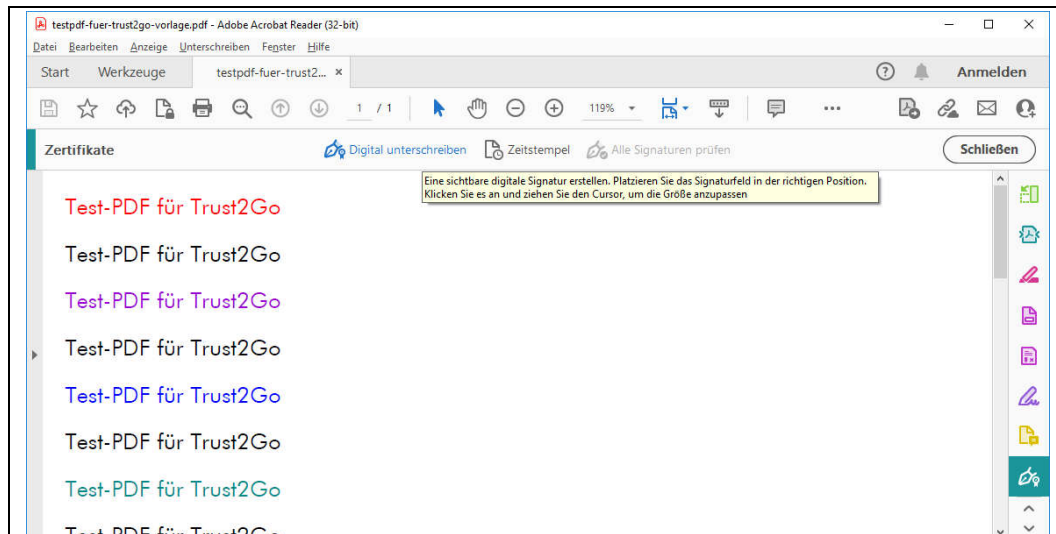 testpdf-fuer-trust2go-vorlage.pdf - Adobe Acrobat Reader (32-bit)
Datei Bearbeiten Anzeige Unterschreiben Fenster Hilfe
Start Werkzeuge testpdf-fuer-trust2... × Anmelden
1 / 1 119%
Zertifikate Digital unterschreiben Zeitstempel Alle Signaturen prüfen Schließen
Eine sichtbare digitale Signatur erstellen. Platzieren Sie das Signaturfeld in der richtigen Position.
Klicken Sie es an und ziehen Sie den Cursor, um die Größe anzupassen
Test-PDF für Trust2Go
Test-PDF für Trust2Go
Test-PDF für Trust2Go
Test-PDF für Trust2Go
Test-PDF für Trust2Go
Test-PDF für Trust2Go
Test-PDF für Trust2Go
Test-PDF für Trust2Go